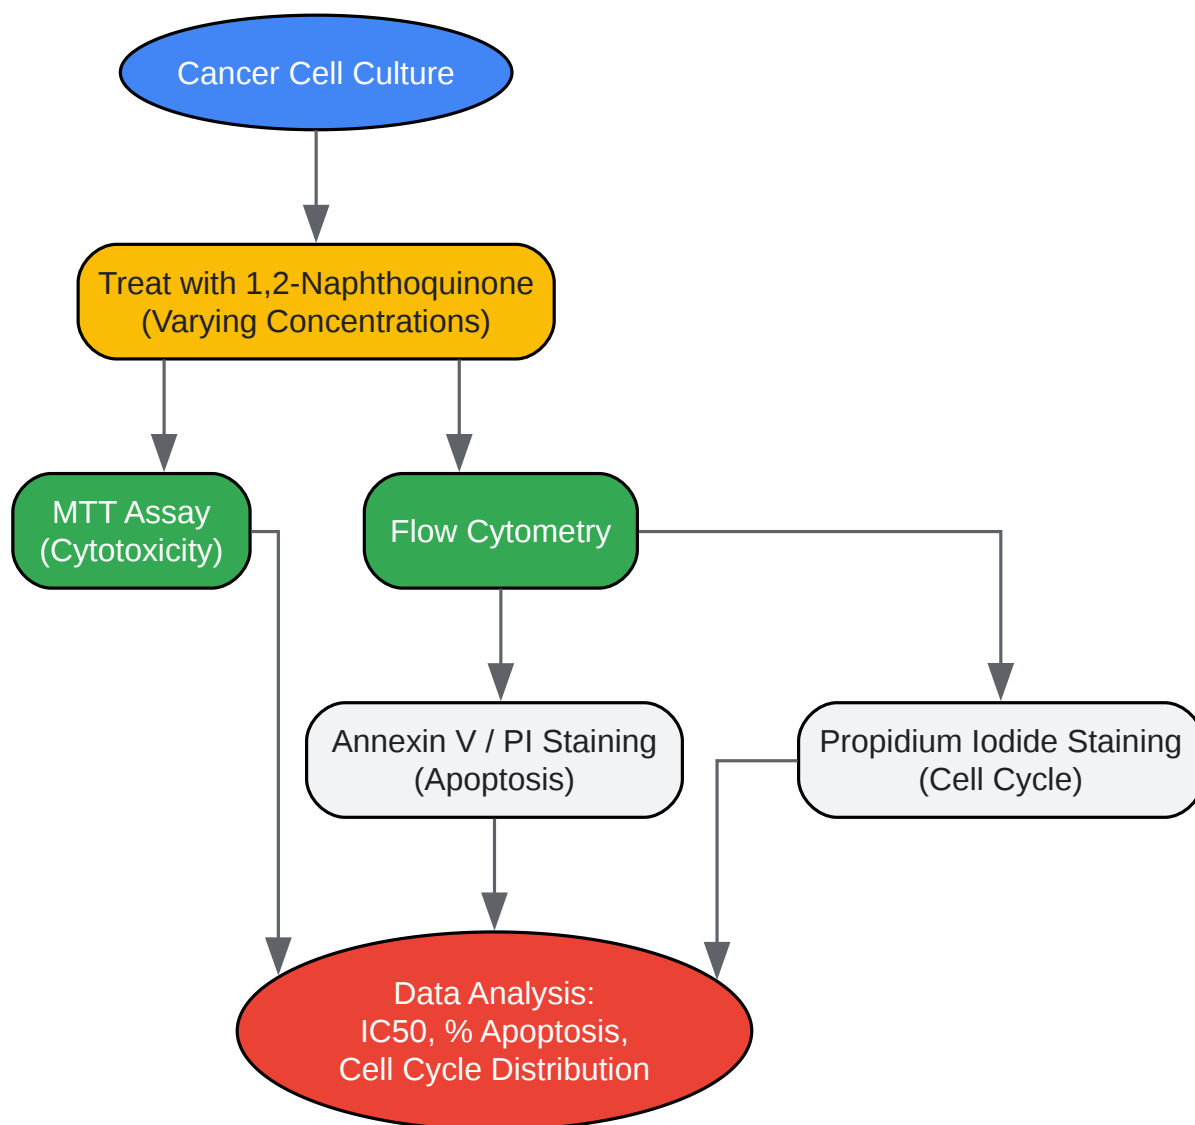 Cancer Cell Culture
Treat with 1,2-Naphthoquinone
(Varying Concentrations)
MTT Assay
(Cytotoxicity)
Flow Cytometry
Annexin V / PI Staining
(Apoptosis)
Propidium Iodide Staining
(Cell Cycle)
Data Analysis:
IC50, % Apoptosis,
Cell Cycle Distribution